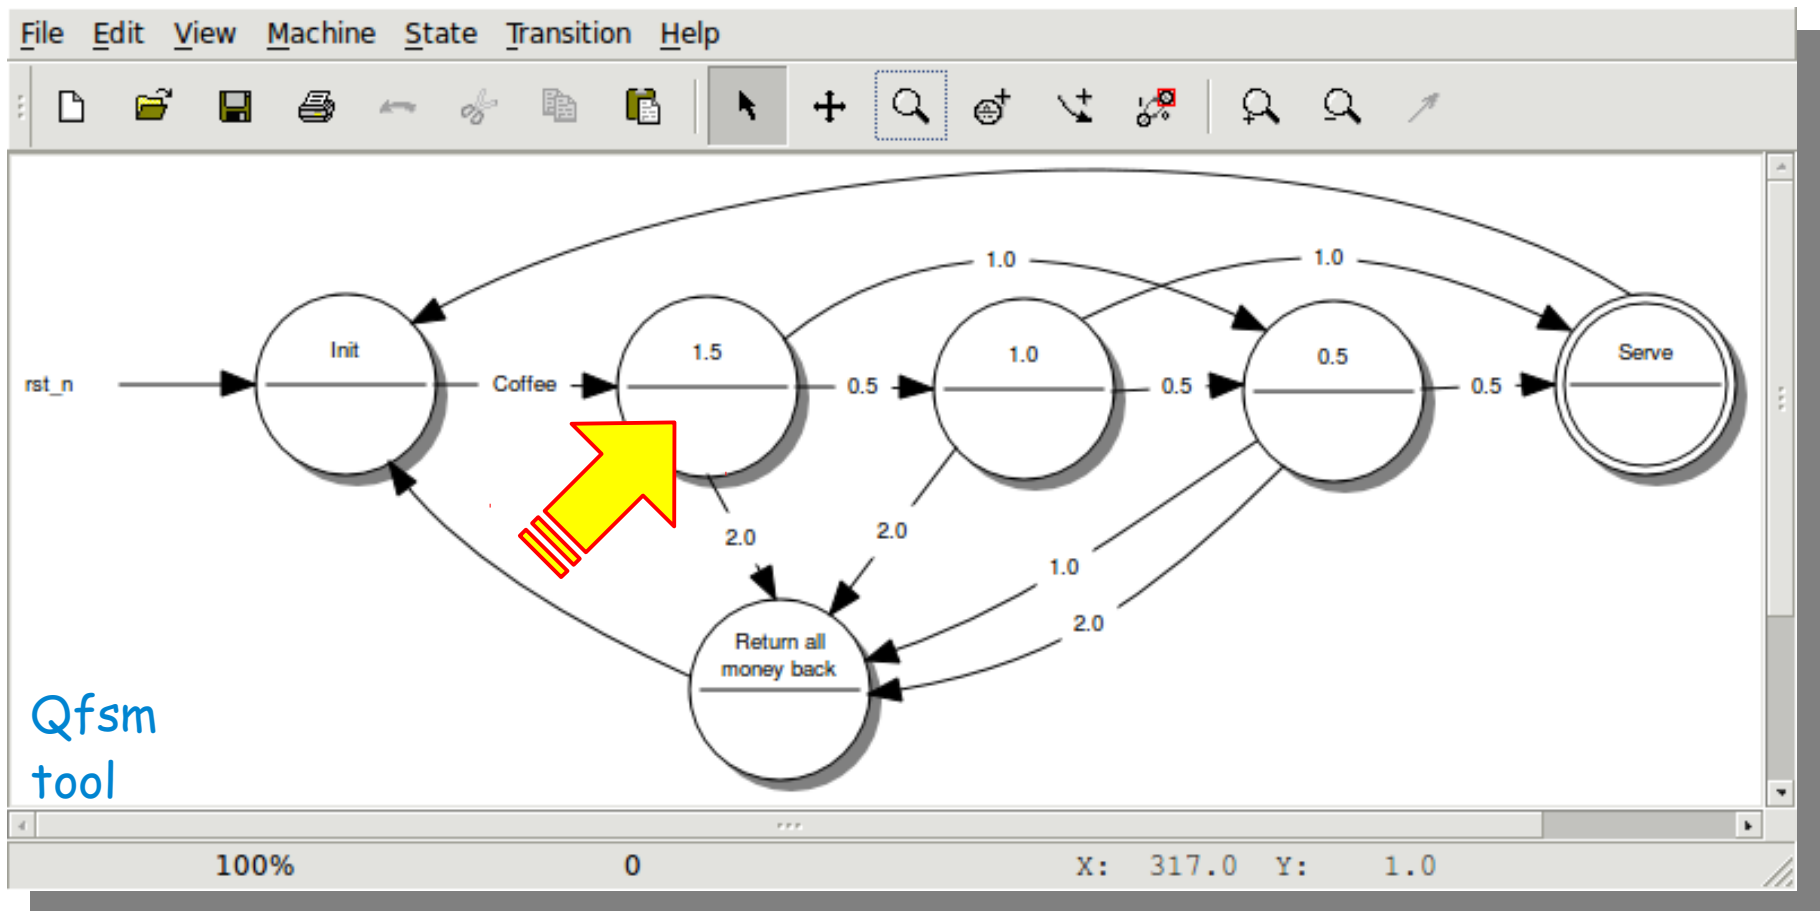 File Edit View Machine State Transition Help
1.0
1.0
rst_n
Init
Coffee
1.5
0.5
1.0
0.5
0.5
0.5
Serve
2.0
2.0
1.0
2.0
Return all
money back
Qfsm
tool
100% 0 X: 317.0 Y: 1.0